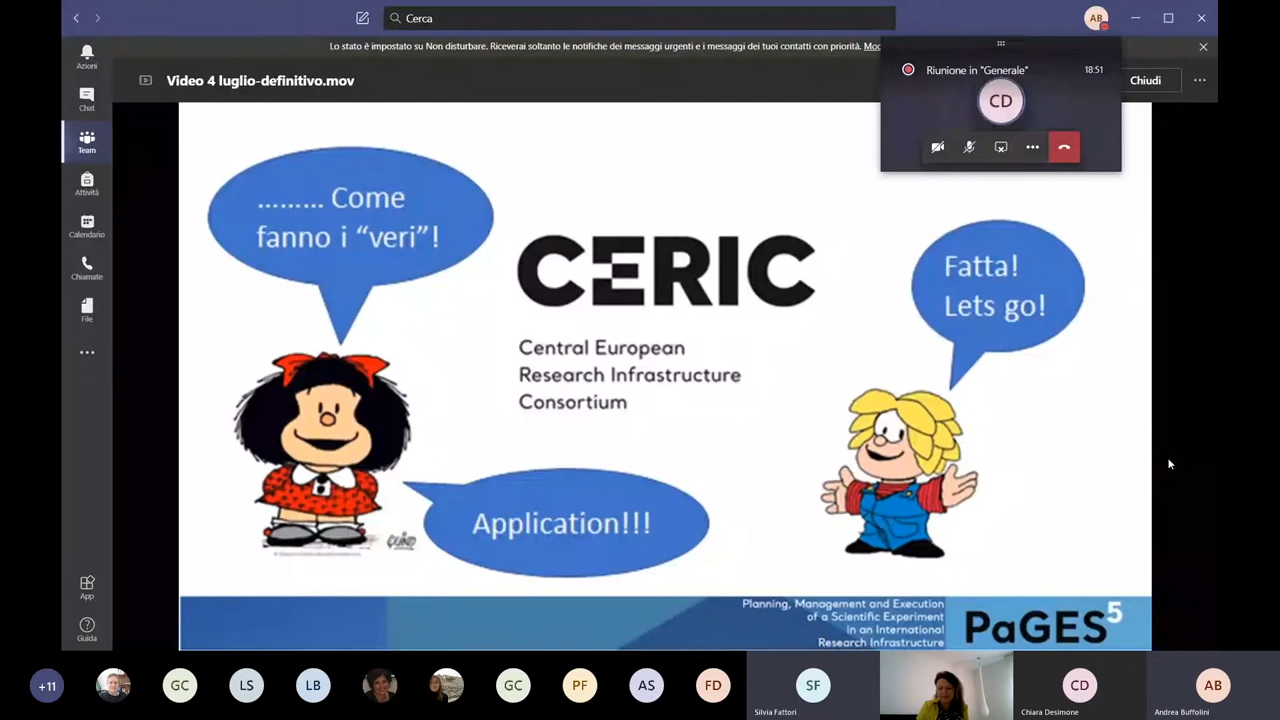 Cerca
AB
Lo stato è impostato su Non disturbare. Riceverai soltanto le notifiche dei messaggi urgenti e i messaggi dei tuoi contatti con priorità.
Azioni
Chat
Team
Attività
Calendario
Chiamate
File
App
Guida
Video 4 luglio-definitivo.mov
Riunione in "Generale"
18:51
CD
Chiudi
......... Come
fanno i “veri”!
CERIC
Central European
Research Infrastructure
Consortium
Fatta!
Lets go!
Application!!!
QUINO
Planning, Management and Execution
of a Scientific Experiment
in an International
Research Infrastructure
PaGES5
+11
GC
LS
LB
GC
PF
AS
FD
SF
Silvia Fattori
CD
Chiara Desimone
AB
Andrea Buffolini